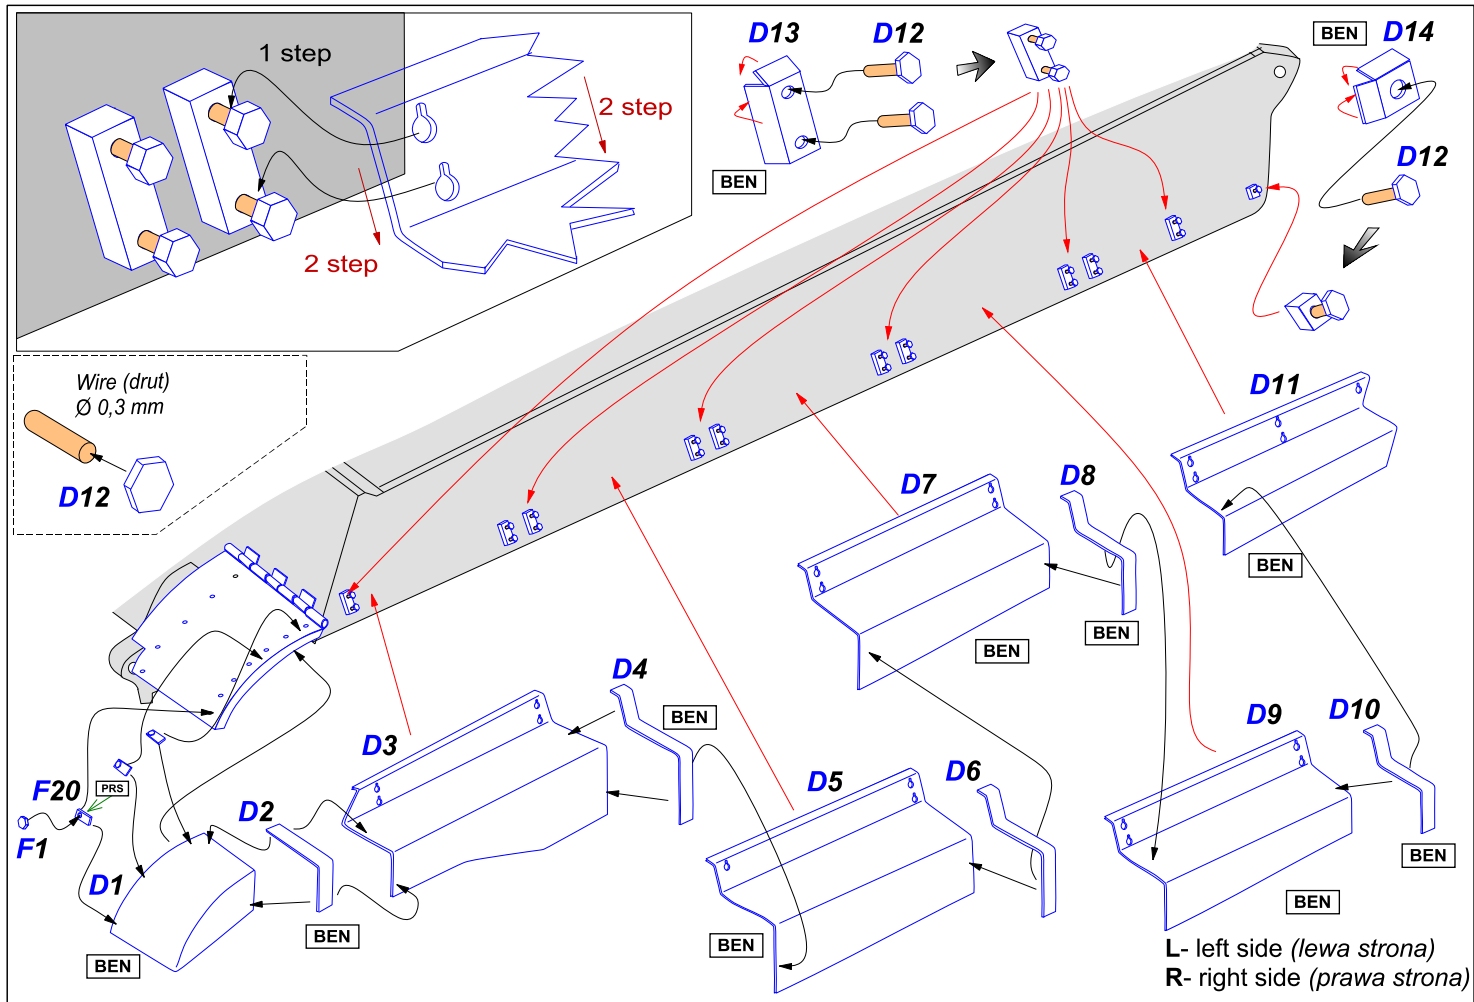 1 step
2 step
2 step
D13
D12
BEN
BEN
D14
D12
Wire (drut)
Ø 0,3 mm
D12
D11
BEN
D7
D8
BEN
BEN
D4
BEN
D3
D9
D10
BEN
BEN
D5
D6
BEN
F20
PRS
F1
D2
D1
BEN
BEN
L- left side (lewa strona)
R- right side (prawa strona)